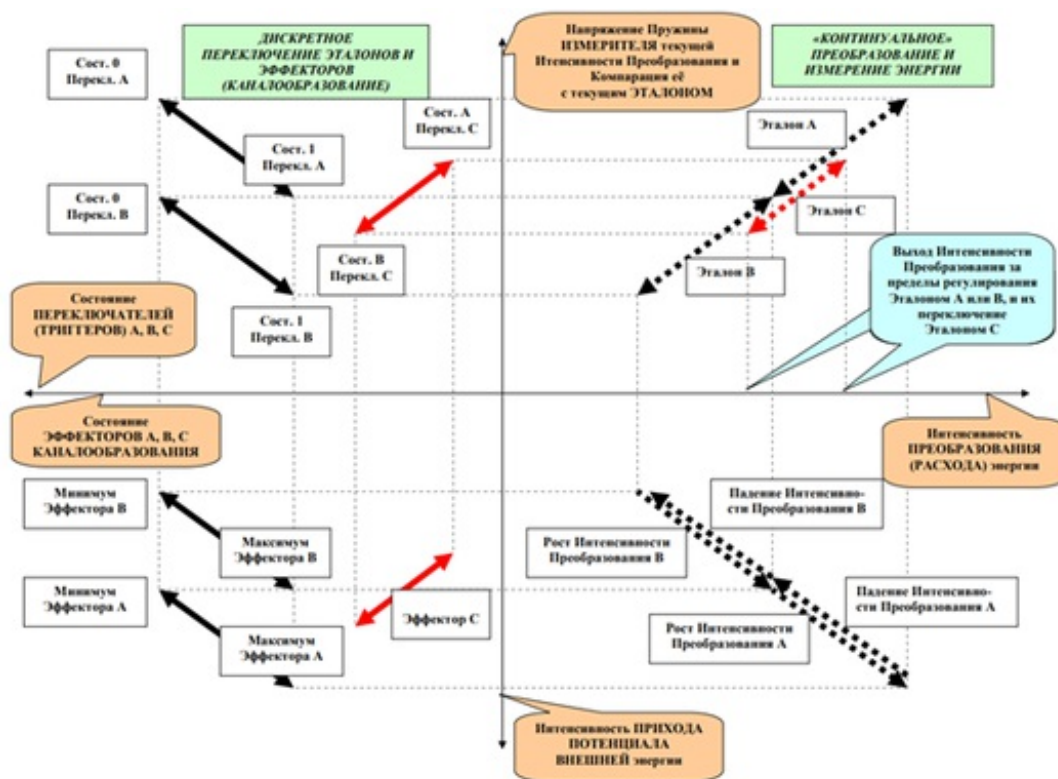 ДИСКРЕТНОЕ
ПЕРЕКЛЮЧЕНИЕ ЭТАЛОНОВ И
ЭФФЕКТОРОВ
(КАНАЛООБРАЗОВАНИЕ)
Напряжение Пружины
ИЗМЕРИТЕЛЯ текущей
Итенсивности Преобразования и
Компарация её
с текущим ЭТАЛОНОМ
«КОНТИНУАЛЬНОЕ»
ПРЕОБРАЗОВАНИЕ И
ИЗМЕРЕНИЕ ЭНЕРГИИ
Сост. 0
Перекл. А
Сост. А
Перекл. С
Эталон А
Сост. 1
Перекл. А
Сост. 0
Перекл. В
Эталон С
Сост. В
Перекл. С
Эталон В
Выход Интенсивности
Преобразования за
пределы регулирования
Эталоном А или В, и их
переключение
Эталоном С
Состояние
ПЕРЕКЛЮЧАТЕЛЕЙ
(ТРИГГЕРОВ) А, В, С
Сост. 1
Перекл. В
Состояние
ЭФФЕКТОРОВ А, В, С
КАНАЛООБРАЗОВАНИЯ
Интенсивность
ПРЕОБРАЗОВАНИЯ
(РАСХОДА) энергии
Минимум
Эффектора В
Падение Интенсивно-
сти Преобразования В
Максимум
Эффектора В
Рост Интенсивности
Преобразования В
Минимум
Эффектора А
Эффектор С
Падение Интенсивно-
сти Преобразования А
Максимум
Эффектора А
Рост Интенсивности
Преобразования А
Интенсивность ПРИХОДА
ПОТЕНЦИАЛА
ВНЕШНЕЙ энергии